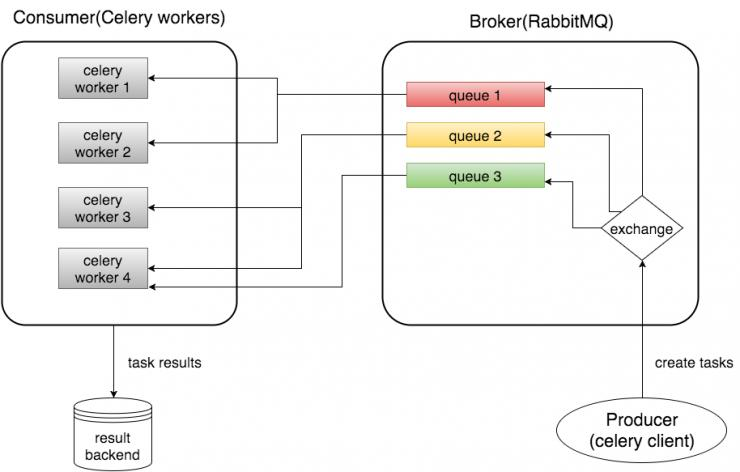 Consumer(Celery workers)
Broker(RabbitMQ)
celery
worker 1
celery
worker 2
celery
worker 3
celery
worker 4
queue 1
queue 2
queue 3
exchange
task results
create tasks
result
backend
Producer
(celery client)